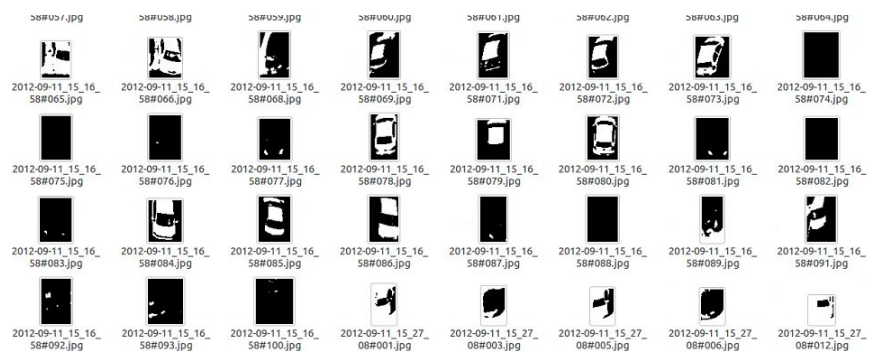 58#057.jpg 58#058.jpg 58#059.jpg 58#060.jpg 58#061.jpg 58#062.jpg 58#063.jpg 58#064.jpg
2012-09-11_15_16_ 2012-09-11_15_16_ 2012-09-11_15_16_ 2012-09-11_15_16_ 2012-09-11_15_16_ 2012-09-11_15_16_ 2012-09-11_15_16_ 2012-09-11_15_16_
58#065.jpg 58#066.jpg 58#068.jpg 58#069.jpg 58#071.jpg 58#072.jpg 58#073.jpg 58#074.jpg
2012-09-11_15_16_ 2012-09-11_15_16_ 2012-09-11_15_16_ 2012-09-11_15_16_ 2012-09-11_15_16_ 2012-09-11_15_16_ 2012-09-11_15_16_ 2012-09-11_15_16_
58#075.jpg 58#076.jpg 58#077.jpg 58#078.jpg 58#079.jpg 58#080.jpg 58#081.jpg 58#082.jpg
2012-09-11_15_16_ 2012-09-11_15_16_ 2012-09-11_15_16_ 2012-09-11_15_16_ 2012-09-11_15_16_ 2012-09-11_15_16_ 2012-09-11_15_16_ 2012-09-11_15_16_
58#083.jpg 58#084.jpg 58#085.jpg 58#086.jpg 58#087.jpg 58#088.jpg 58#089.jpg 58#091.jpg
2012-09-11_15_16_ 2012-09-11_15_16_ 2012-09-11_15_16_ 2012-09-11_15_27_ 2012-09-11_15_27_ 2012-09-11_15_27_ 2012-09-11_15_27_ 2012-09-11_15_27_
58#092.jpg 58#093.jpg 58#100.jpg 08#001.jpg 08#003.jpg 08#005.jpg 08#006.jpg 08#012.jpg